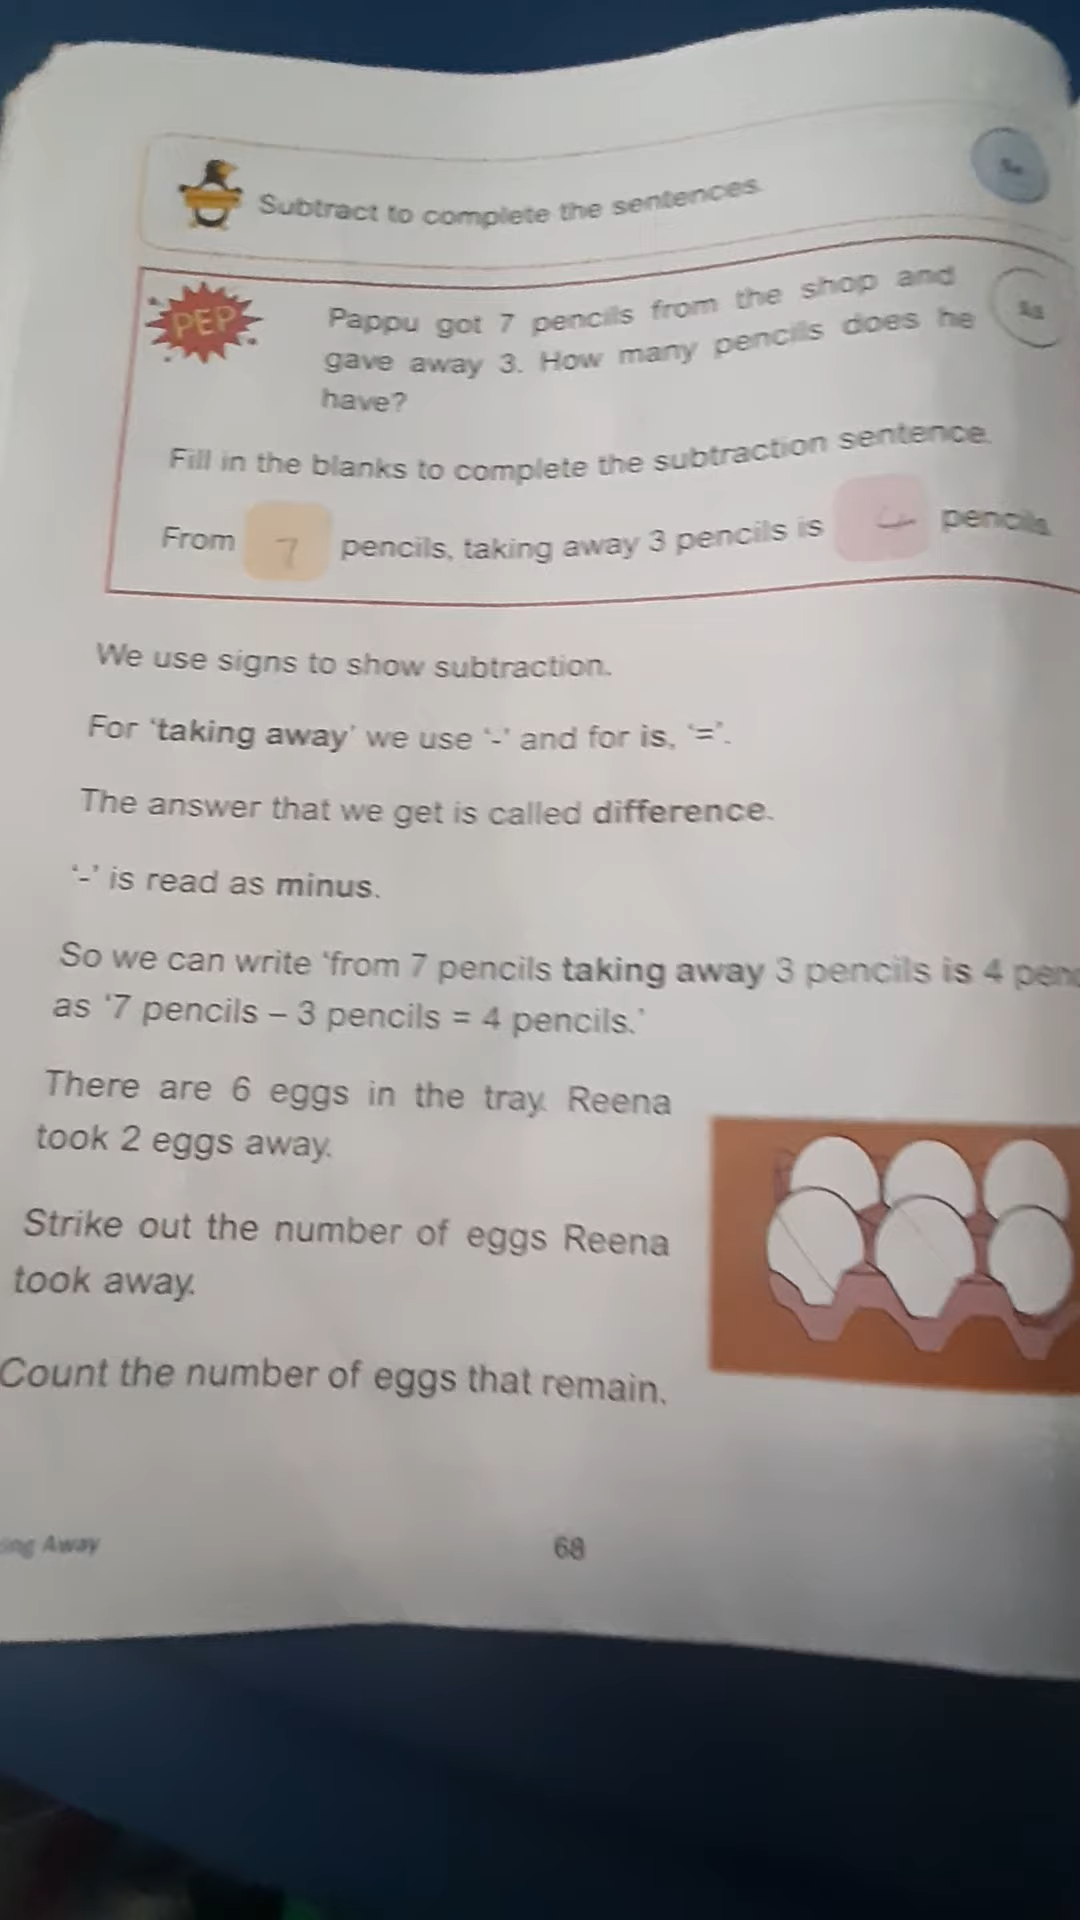 Subtract to complete the sentences.
PEP
Pappu got 7 pencils from the shop and
gave away 3. How many pencils does he
have?
Fill in the blanks to complete the subtraction sentence.
From 7 pencils, taking away 3 pencils is 4 pencils.
We use signs to show subtraction.
For ‘taking away’ we use ‘-’ and for is, ‘=’.
The answer that we get is called difference.
‘-’ is read as minus.
So we can write ‘from 7 pencils taking away 3 pencils is 4
as ‘7 pencils – 3 pencils = 4 pencils.’
There are 6 eggs in the tray. Reena
took 2 eggs away.
Strike out the number of eggs Reena
took away.
Count the number of eggs that remain.
Away 68